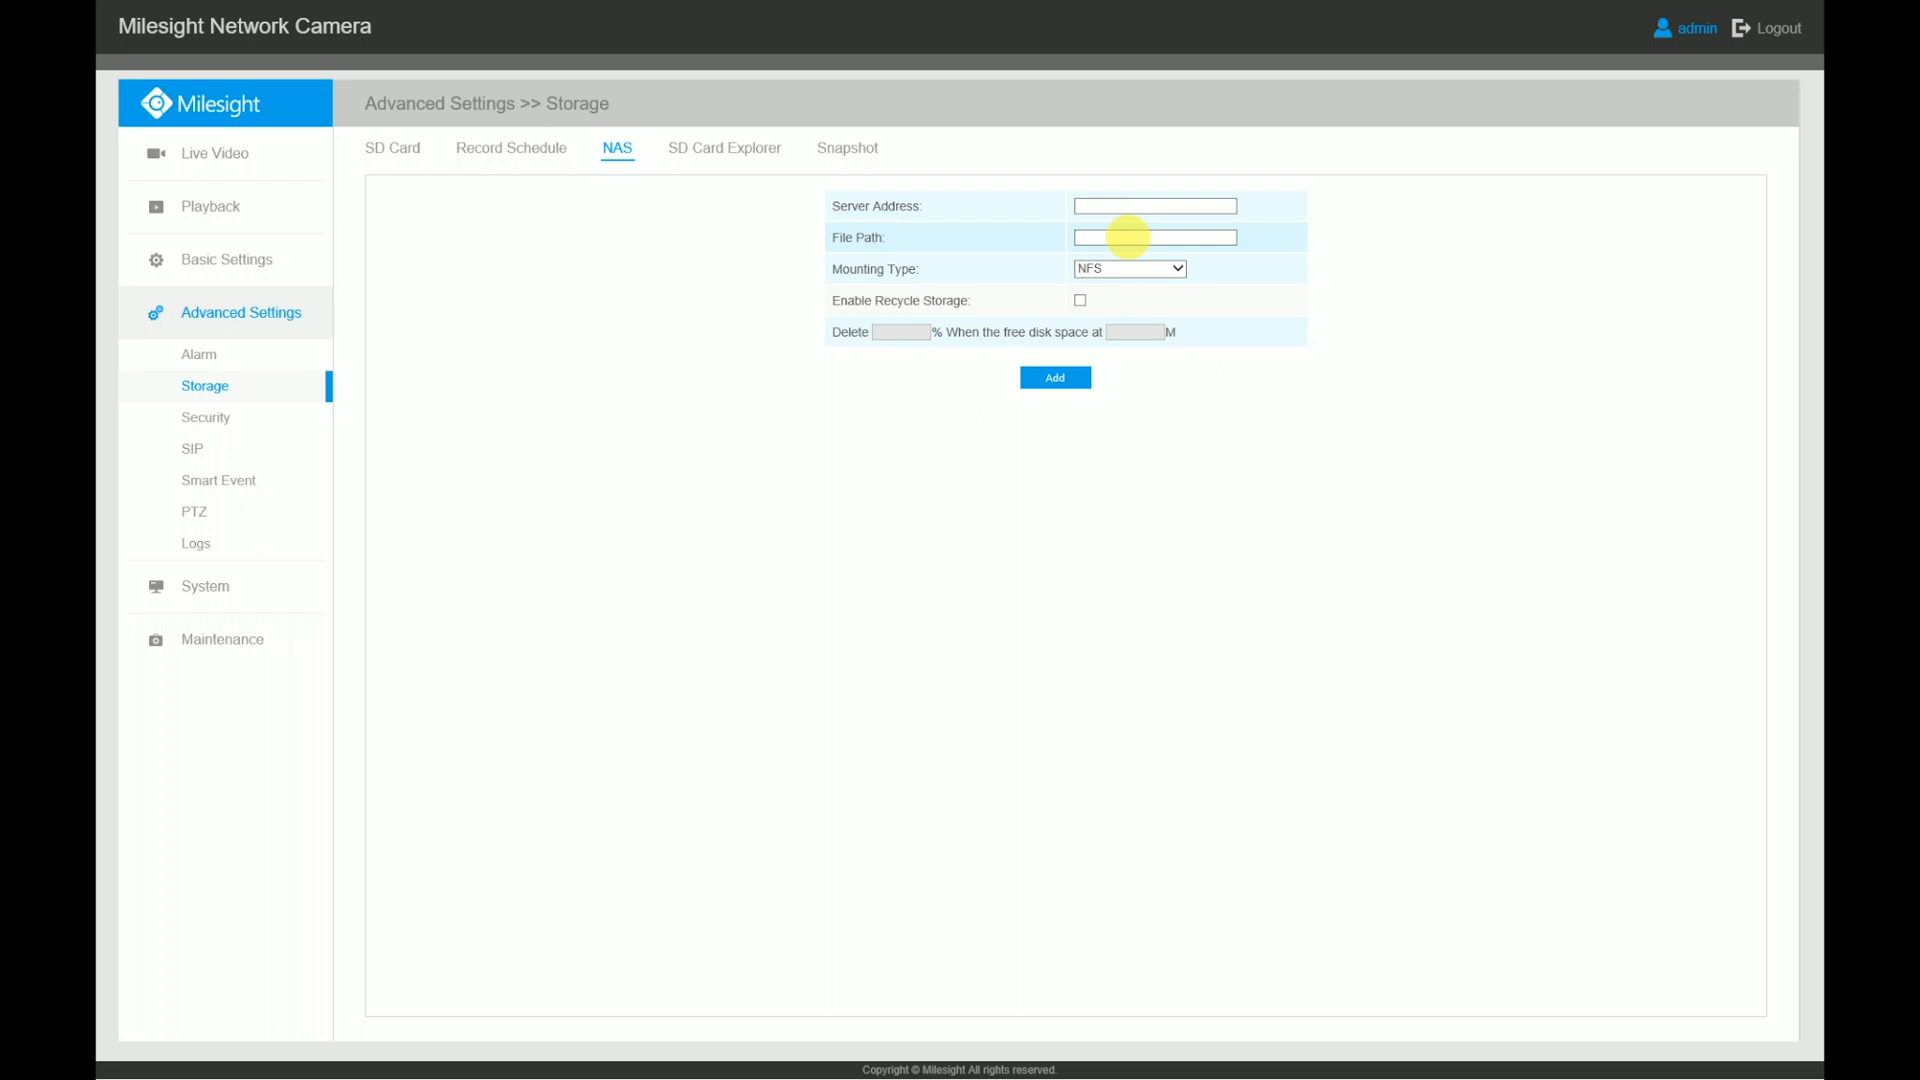 Milesight Network Camera
admin Logout
Milesight
Advanced Settings >> Storage
Live Video
Playback
Basic Settings
Advanced Settings
Alarm
Storage
Security
SIP
Smart Event
PTZ
Logs
System
Maintenance
SD Card Record Schedule NAS SD Card Explorer Snapshot
Server Address:
File Path:
Mounting Type: NFS
Enable Recycle Storage:
Delete % When the free disk space at M
Add
Copyright © Milesight All rights reserved.